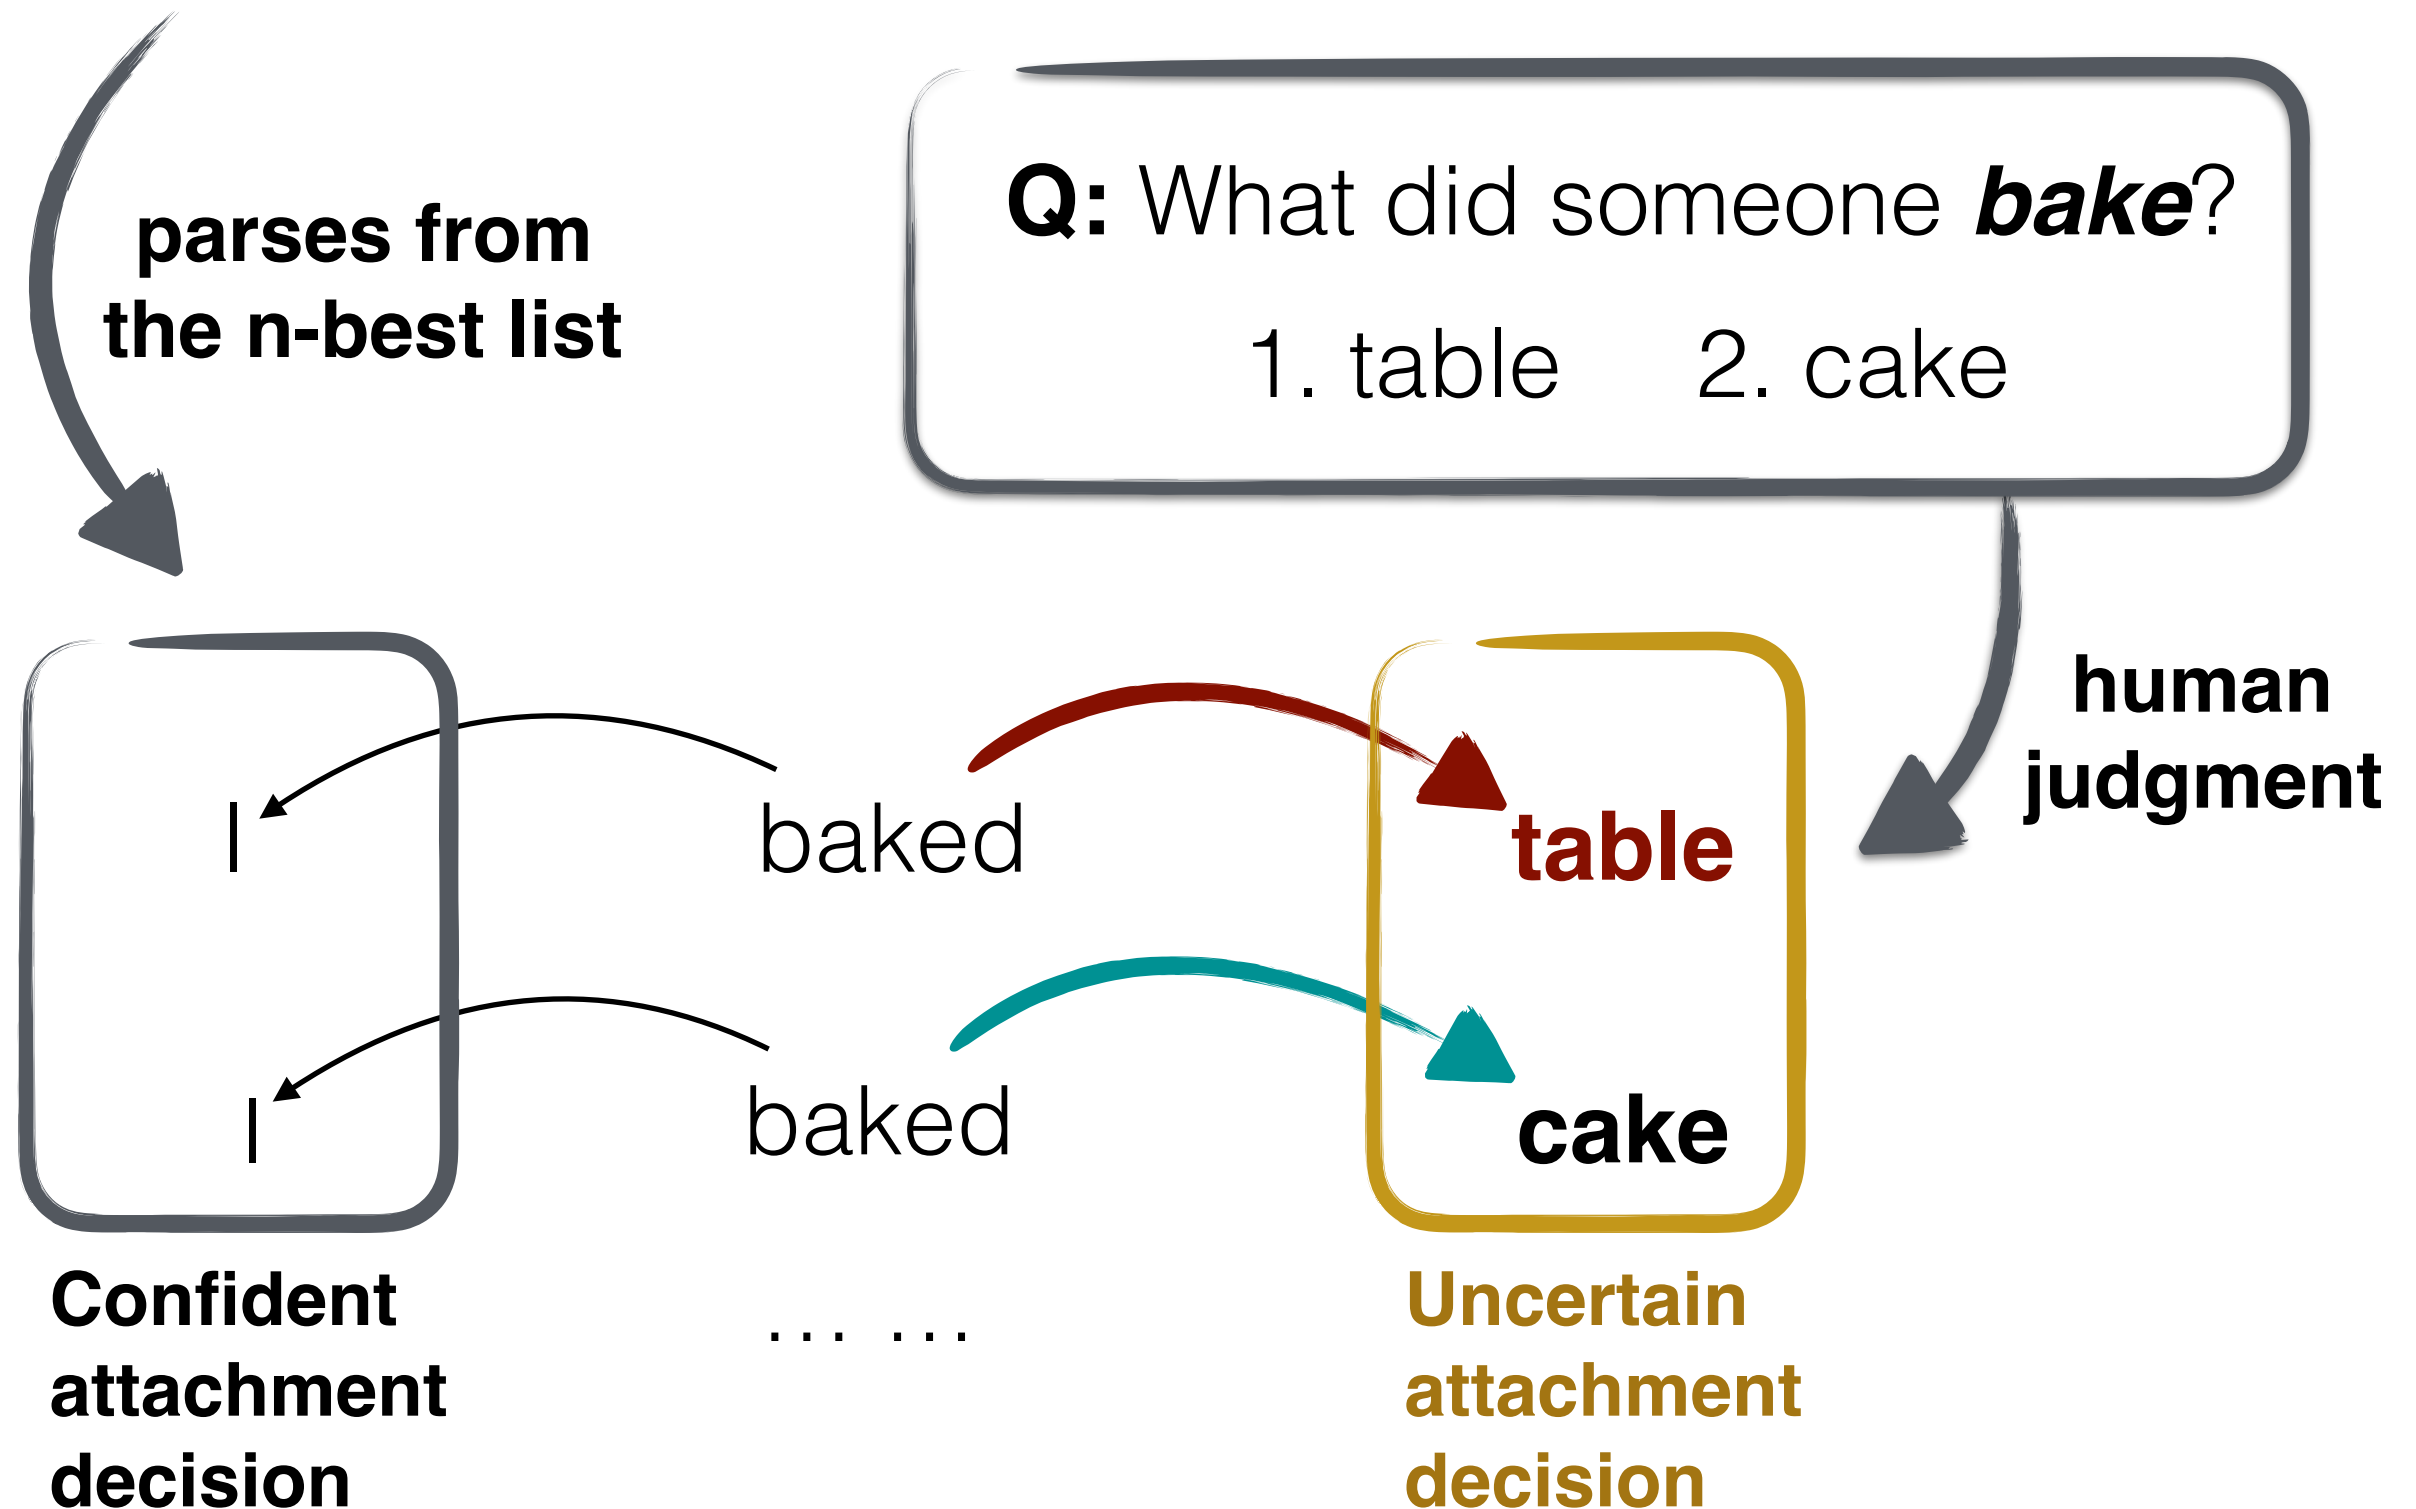 parses from
the n-best list
Q: What did someone bake?
1. table 2. cake
human
judgment
I baked table
I baked cake
... ...
Confident
attachment
decision
Uncertain
attachment
decision